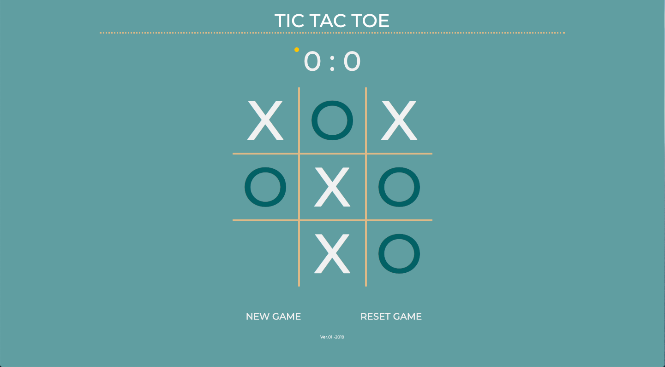 TIC TAC TOE
0 : 0
X O X
O X O
X O
NEW GAME
RESET GAME